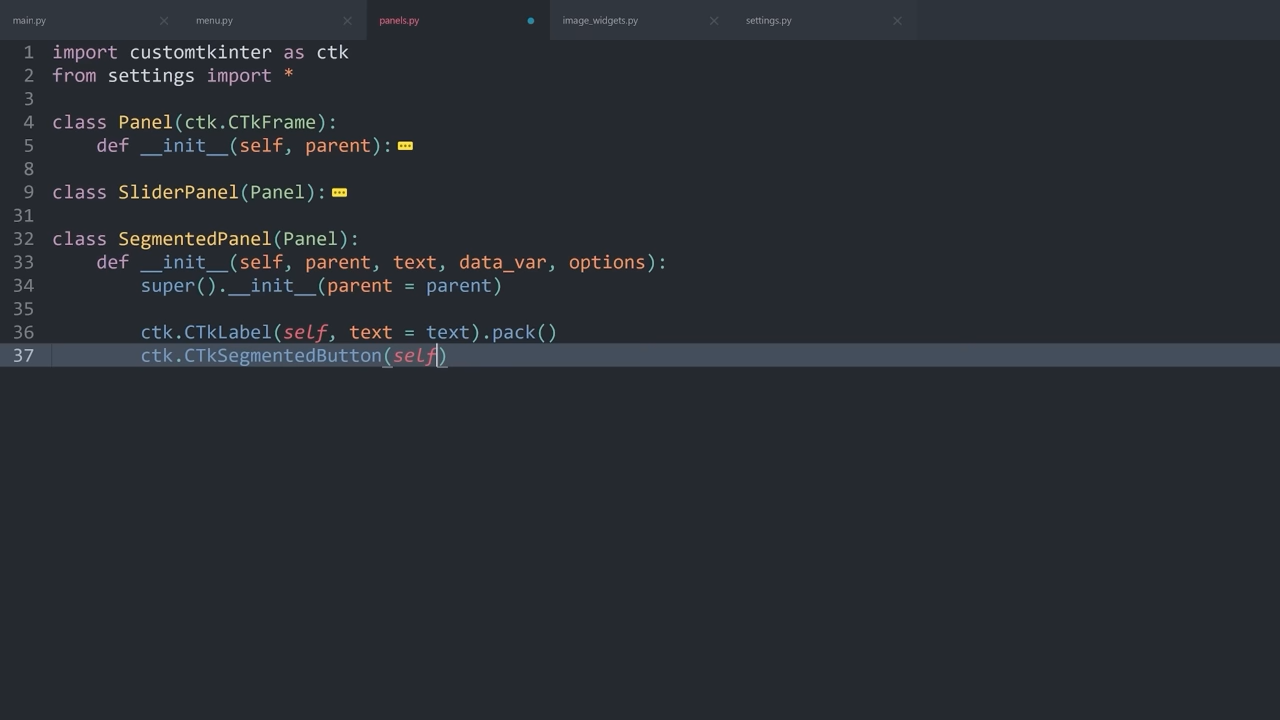 main.py menu.py panels.py image_widgets.py settings.py
1 import customtkinter as ctk
2 from settings import *
3
4 class Panel(ctk.CTkFrame):
5     def __init__(self, parent):
8
9 class SliderPanel(Panel):
31
32 class SegmentedPanel(Panel):
33     def __init__(self, parent, text, data_var, options):
34         super().__init__(parent = parent)
35
36         ctk.CTkLabel(self, text = text).pack()
37         ctk.CTkSegmentedButton(self)